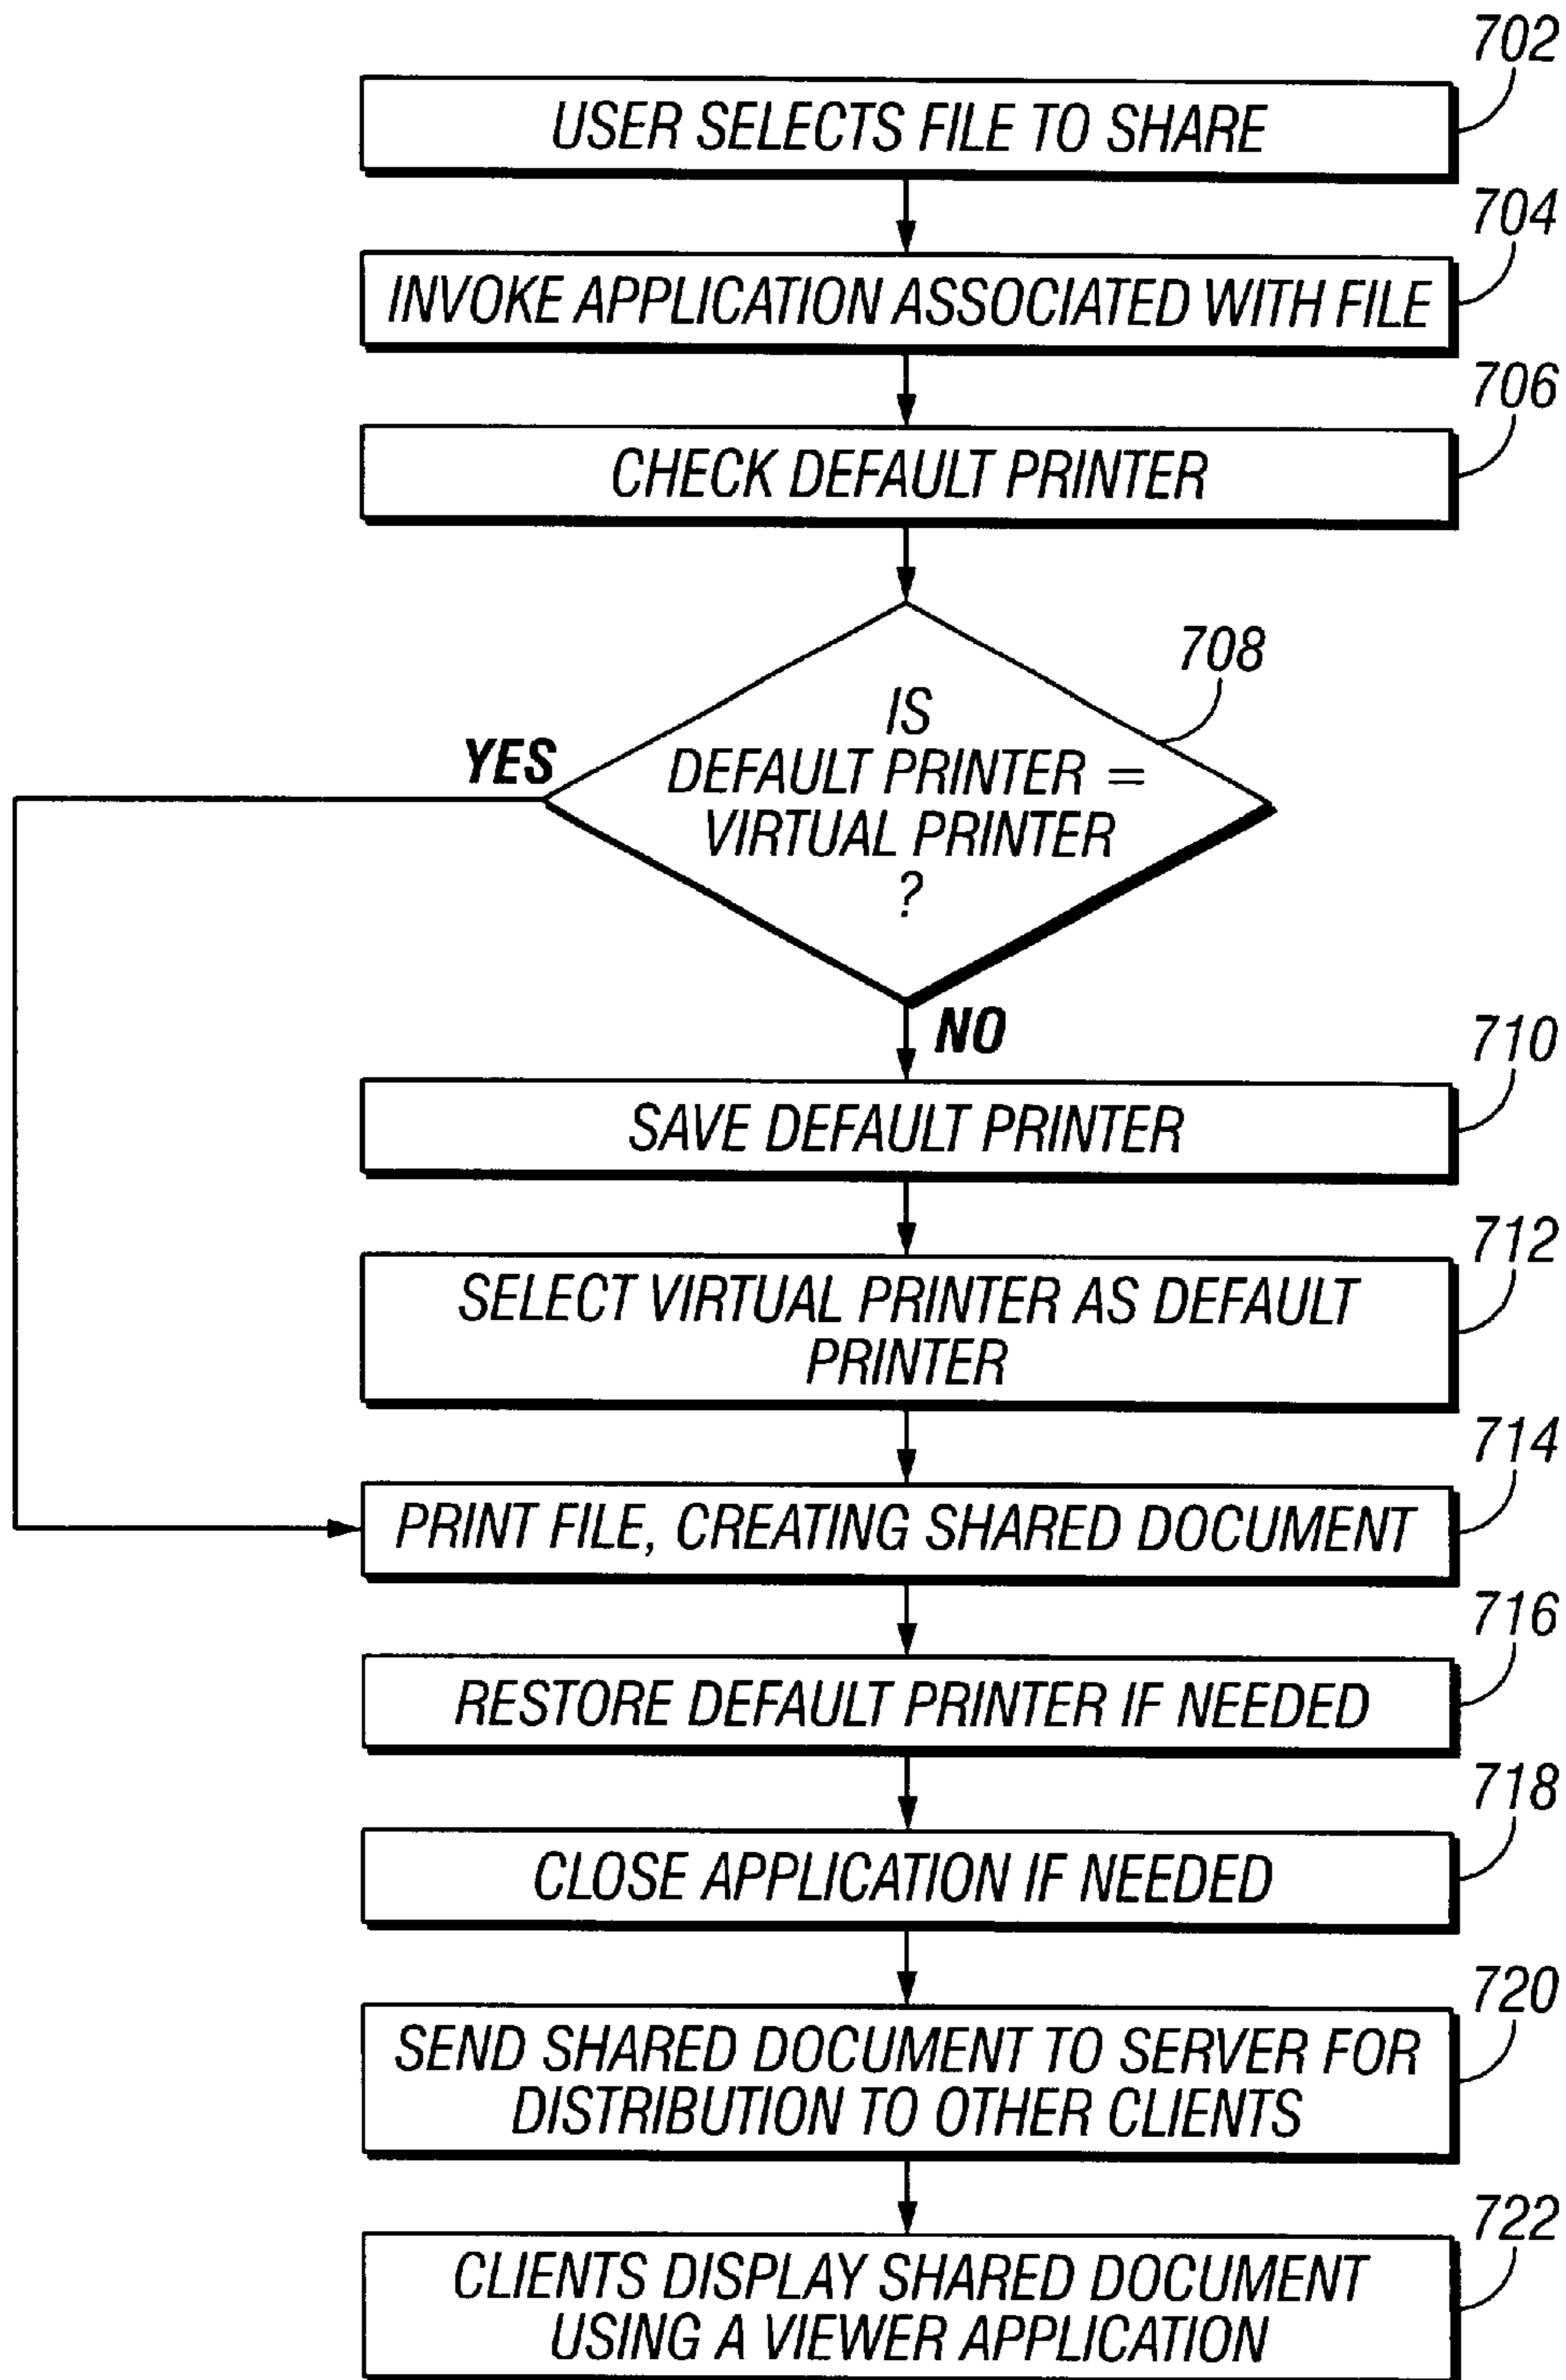 702
USER SELECTS FILE TO SHARE
704
INVOKE APPLICATION ASSOCIATED WITH FILE
706
CHECK DEFAULT PRINTER
708
IS
DEFAULT PRINTER =
VIRTUAL PRINTER
?
YES
NO
710
SAVE DEFAULT PRINTER
712
SELECT VIRTUAL PRINTER AS DEFAULT
PRINTER
714
PRINT FILE, CREATING SHARED DOCUMENT
716
RESTORE DEFAULT PRINTER IF NEEDED
718
CLOSE APPLICATION IF NEEDED
720
SEND SHARED DOCUMENT TO SERVER FOR
DISTRIBUTION TO OTHER CLIENTS
722
CLIENTS DISPLAY SHARED DOCUMENT
USING A VIEWER APPLICATION